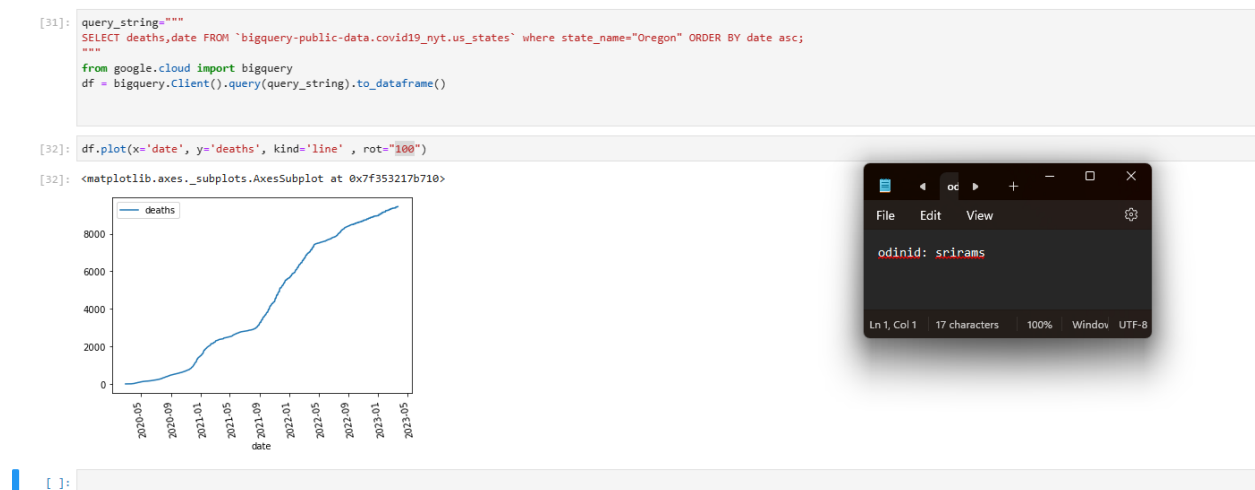 [31]: query_string="""
SELECT deaths,date FROM `bigquery-public-data.covid19_nyt.us_states` where state_name="Oregon" ORDER BY date asc;
"""
from google.cloud import bigquery
df = bigquery.Client().query(query_string).to_dataframe()
[32]: df.plot(x='date', y='deaths', kind='line' , rot="100")
[32]: <matplotlib.axes._subplots.AxesSubplot at 0x7f353217b710>
deaths
8000
6000
4000
2000
0
2020-05
2020-09
2021-01
2021-05
2021-09
2022-01
2022-05
2022-09
2023-01
2023-05
date
od
File Edit View
odinid: srirams
Ln 1, Col 1 17 characters 100% Window UTF-8
[ ]: